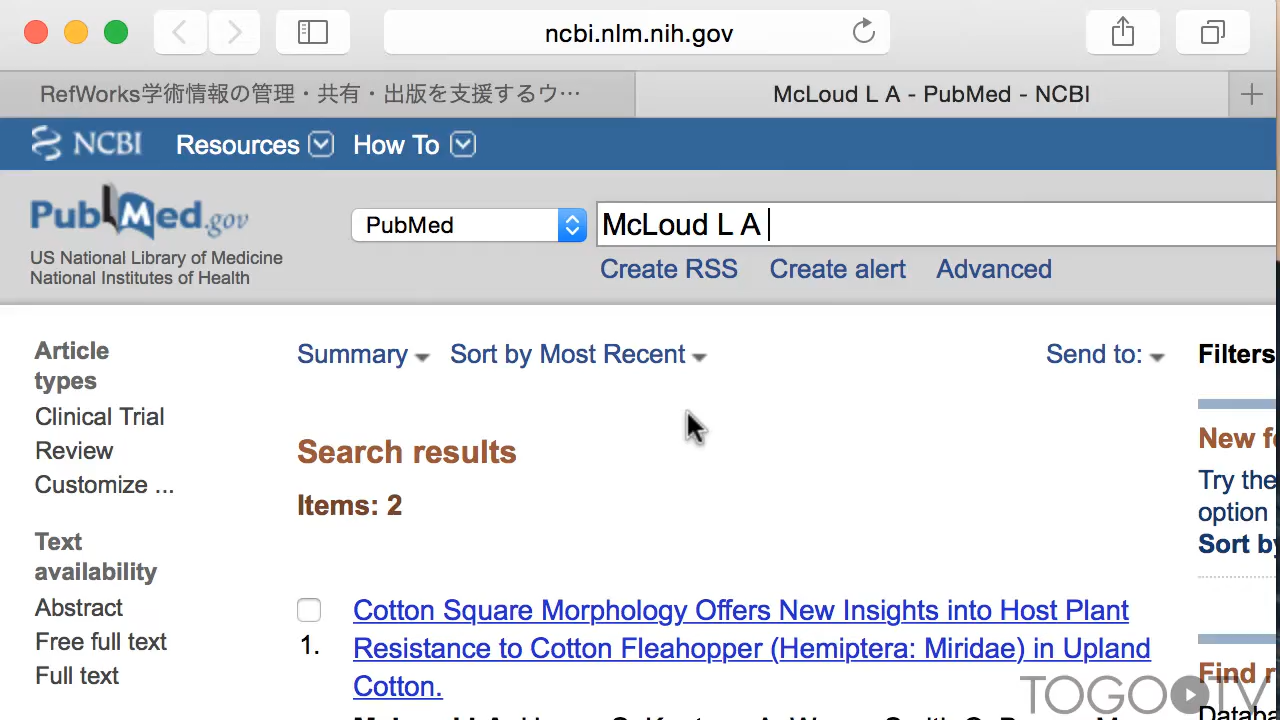 ncbi.nlm.nih.gov
RefWorks学術情報の管理・共有・出版を支援するウ…
McLoud L A - PubMed - NCBI
NCBI Resources How To
PubMed.gov
US National Library of Medicine
National Institutes of Health
PubMed
McLoud L A
Create RSS Create alert Advanced
Article
types
Clinical Trial
Review
Customize ...
Text
availability
Abstract
Free full text
Full text
Summary Sort by Most Recent Send to:
Search results
Items: 2
1.
Cotton Square Morphology Offers New Insights into Host Plant
Resistance to Cotton Fleahopper (Hemiptera: Miridae) in Upland
Cotton.
Filters
New
Try the
option
Sort by
Find
TOGO TV